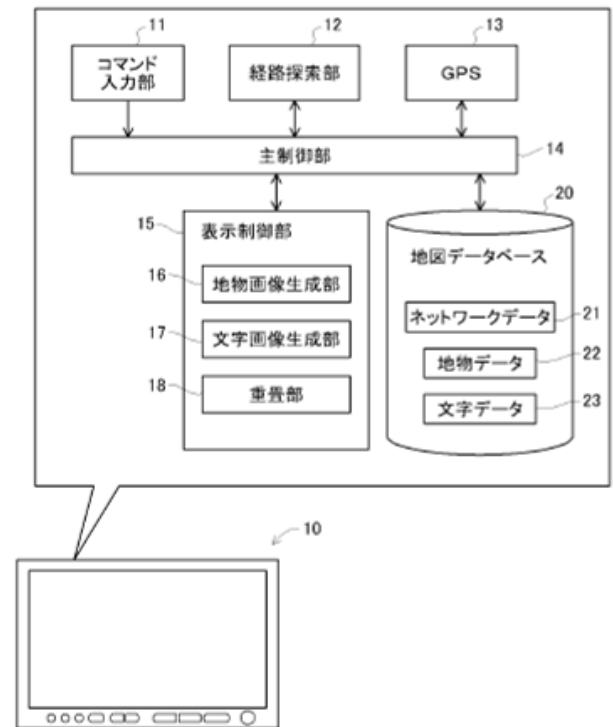 11
12
13
コマンド
入力部
経路探索部
GPS
主制御部
14
15
20
表示制御部
地図データベース
16
地物画像生成部
ネットワークデータ
21
17
文字画像生成部
地物データ
22
18
重畳部
文字データ
23
10